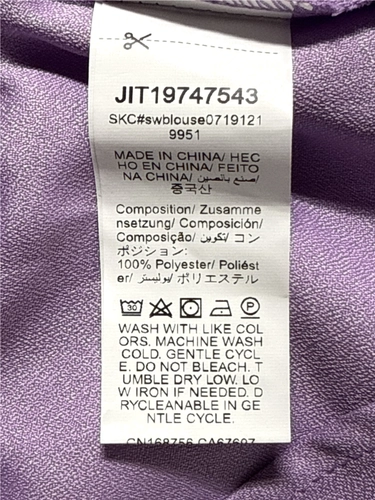 JIT19747543
SKC#swblouse0719121
9951
MADE IN CHINA/ HEC
HO EN CHINA/ FEITO
NA CHINA/ صنع بالصين/
중국산
Composition/ Zusamme
nsetzung/ Composición/
Composição/ تكوين/ コン
ポジション:
100% Polyester/ Poliést
er/ بوليستر/ ポリエステル
30 P
WASH WITH LIKE COL
ORS. MACHINE WASH
COLD. GENTLE CYCL
E. DO NOT BLEACH. T
UMBLE DRY LOW. LO
W IRON IF NEEDED. D
RYCLEANABLE IN GE
NTLE CYCLE.
CN168756 CA67607